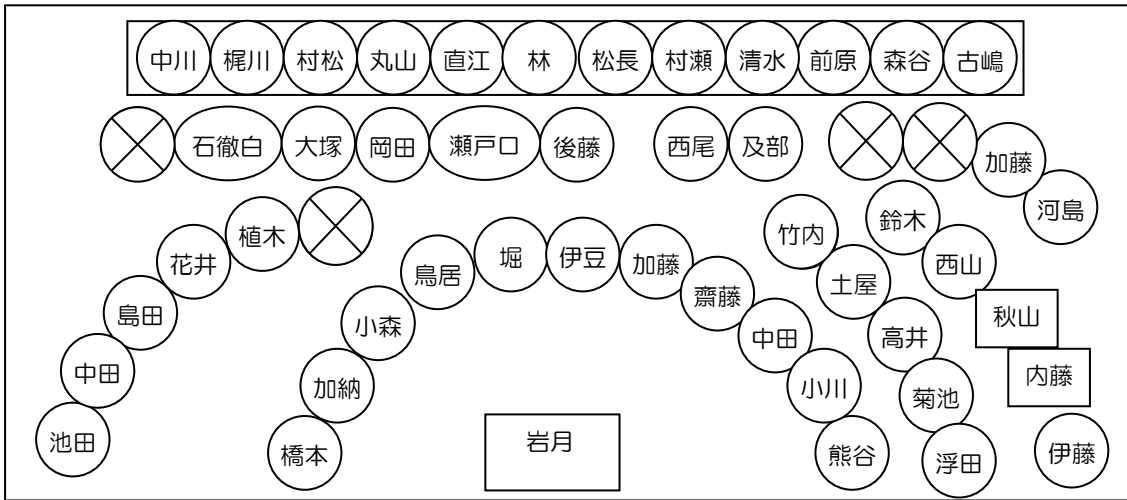 中川 梶川 村松 丸山 直江 林 松長 村瀬 清水 前原 森谷 古嶋
石徹白 大塚 岡田 瀬戸口 後藤 西尾 及部 加藤 河島
植木 花井 島田 中田 池田
鳥居 堀 伊豆 加藤 齋藤 中田 小川 熊谷
小森 加納 橋本
竹内 土屋 高井 菊池 浮田
鈴木 西山 秋山 内藤 伊藤
岩月